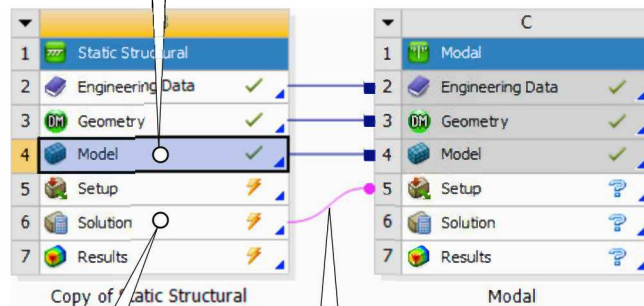 C
1 Static Structural
2 Engineering Data
3 Geometry
4 Model
5 Setup
6 Solution
7 Results
Copy of Static Structural
1 Modal
2 Engineering Data
3 Geometry
4 Model
5 Setup
6 Solution
7 Results
Modal